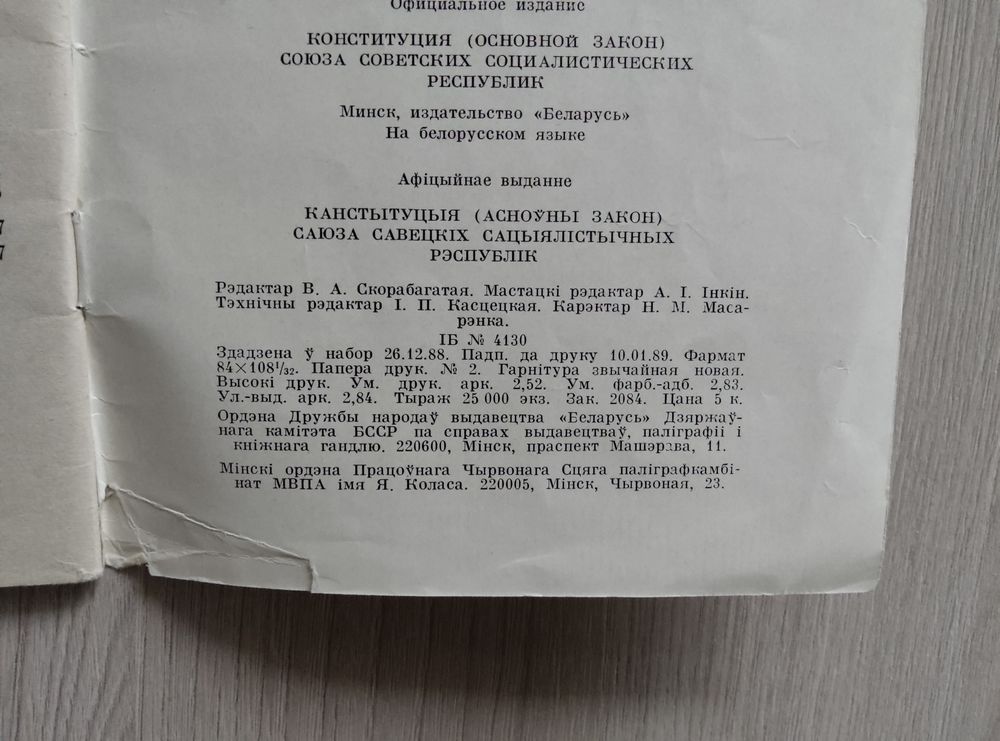 Официальное издание
КОНСТИТУЦИЯ (ОСНОВНОЙ ЗАКОН)
СОЮЗА СОВЕТСКИХ СОЦИАЛИСТИЧЕСКИХ
РЕСПУБЛИК
Минск, издательство «Беларусь»
На белорусском языке
Афіцыйнае выданне
КАНСТЫТУЦЫЯ (АСНОЎНЫ ЗАКОН)
САЮЗА САВЕЦКІХ САЦЫЯЛІСТЫЧНЫХ
РЭСПУБЛІК
Рэдактар В. А. Скорабагатая. Мастацкі рэдактар А. І. Інкін.
Тэхнічны рэдактар І. П. Касцецкая. Карэктар Н. М. Маса-
рэнка.
ІБ № 4130
Здадзена ў набор 26.12.88. Падп. да друку 10.01.89. Фармат
84×108¹/₃₂. Папера друк. № 2. Гарнітура звычайная новая.
Высокі друк. Ум. друк. арк. 2,52. Ум. фарб.-адб. 2,83.
Ул.-выд. арк. 2,84. Тыраж 25 000 экз. Зак. 2084. Цана 5 к.
Ордэна Дружбы народаў выдавецтва «Беларусь» Дзяржаў-
нага камітэта БССР па справах выдавецтваў, паліграфіі і
кніжнага гандлю. 220600, Мінск, праспект Машэрава, 11.
Мінскі ордэна Працоўнага Чырвонага Сцяга паліграфкамбі-
нат МВПА імя Я. Коласа. 220005, Мінск, Чырвоная, 23.
7
7